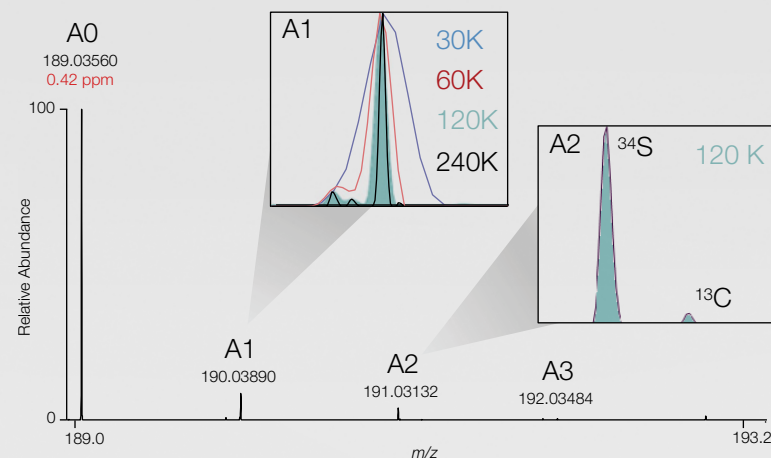 A0
189.03560
0.42 ppm
100
Relative Abundance
0
A1
30K
60K
120K
240K
A2
³⁴S
120 K
¹³C
A1
190.03890
A2
191.03132
A3
192.03484
189.0
193.2
m/z